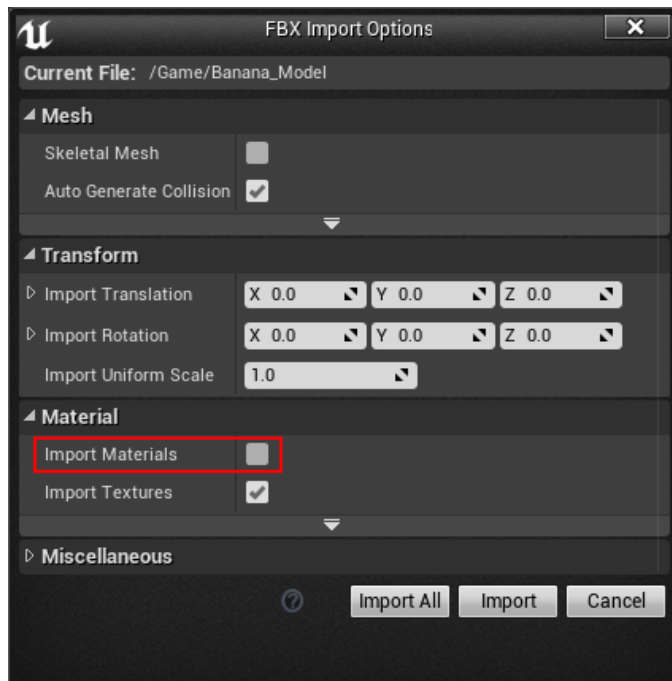 FBX Import Options
Current File: /Game/Banana_Model
Mesh
Skeletal Mesh
Auto Generate Collision
Transform
Import Translation X 0.0 Y 0.0 Z 0.0
Import Rotation X 0.0 Y 0.0 Z 0.0
Import Uniform Scale 1.0
Material
Import Materials
Import Textures
Miscellaneous
Import All Import Cancel